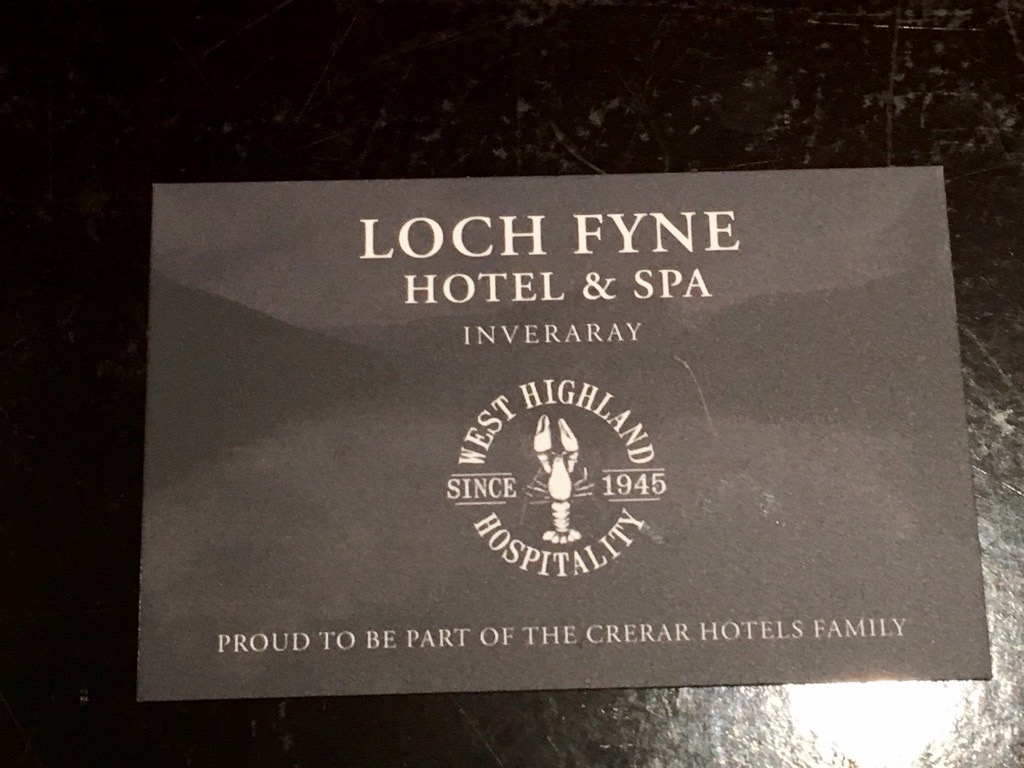 LOCH FYNE
HOTEL & SPA
INVERARAY
WEST HIGHLAND
SINCE 1945
HOSPITALITY
PROUD TO BE PART OF THE CRERAR HOTELS FAMILY